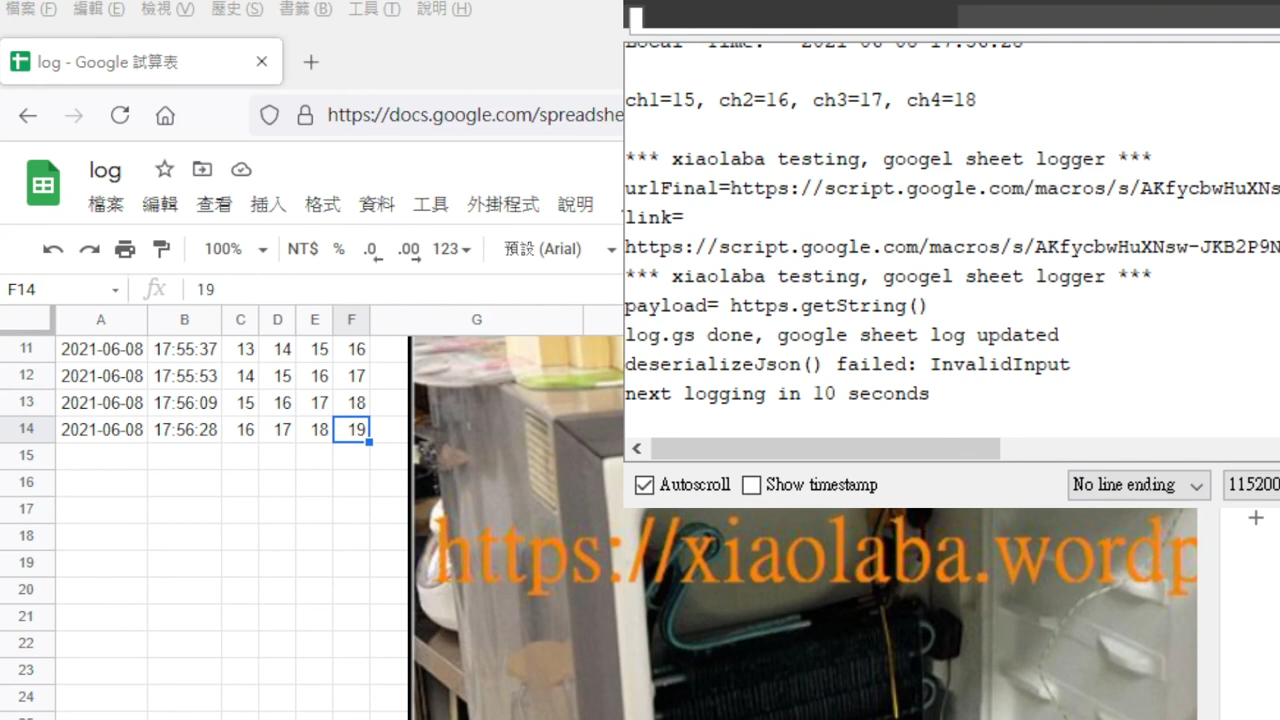 檔案 (F) 編輯 (E) 檢視 (V) 歷史 (S) 書籤 (B) 工具 (T) 說明 (H)
log - Google 試算表
https://docs.google.com/spreadshe
log
檔案 編輯 查看 插入 格式 資料 工具 外掛程式 說明
100% NT$ % .0 .00 123 預設 (Arial)
F14 fx 19
A B C D E F G
11 2021-06-08 17:55:37 13 14 15 16
12 2021-06-08 17:55:53 14 15 16 17
13 2021-06-08 17:56:09 15 16 17 18
14 2021-06-08 17:56:28 16 17 18 19
15
16
17
18
19
20
21
22
23
24
ch1=15, ch2=16, ch3=17, ch4=18
*** xiaolaba testing, googel sheet logger ***
urlFinal=https://script.google.com/macros/s/AKfycbwHuXNs
link=
https://script.google.com/macros/s/AKfycbwHuXNsw-JKB2P9N
*** xiaolaba testing, googel sheet logger ***
payload= https.getString()
log.gs done, google sheet log updated
deserializeJson() failed: InvalidInput
next logging in 10 seconds
Autoscroll Show timestamp No line ending 115200
https://xiaolaba.wordp